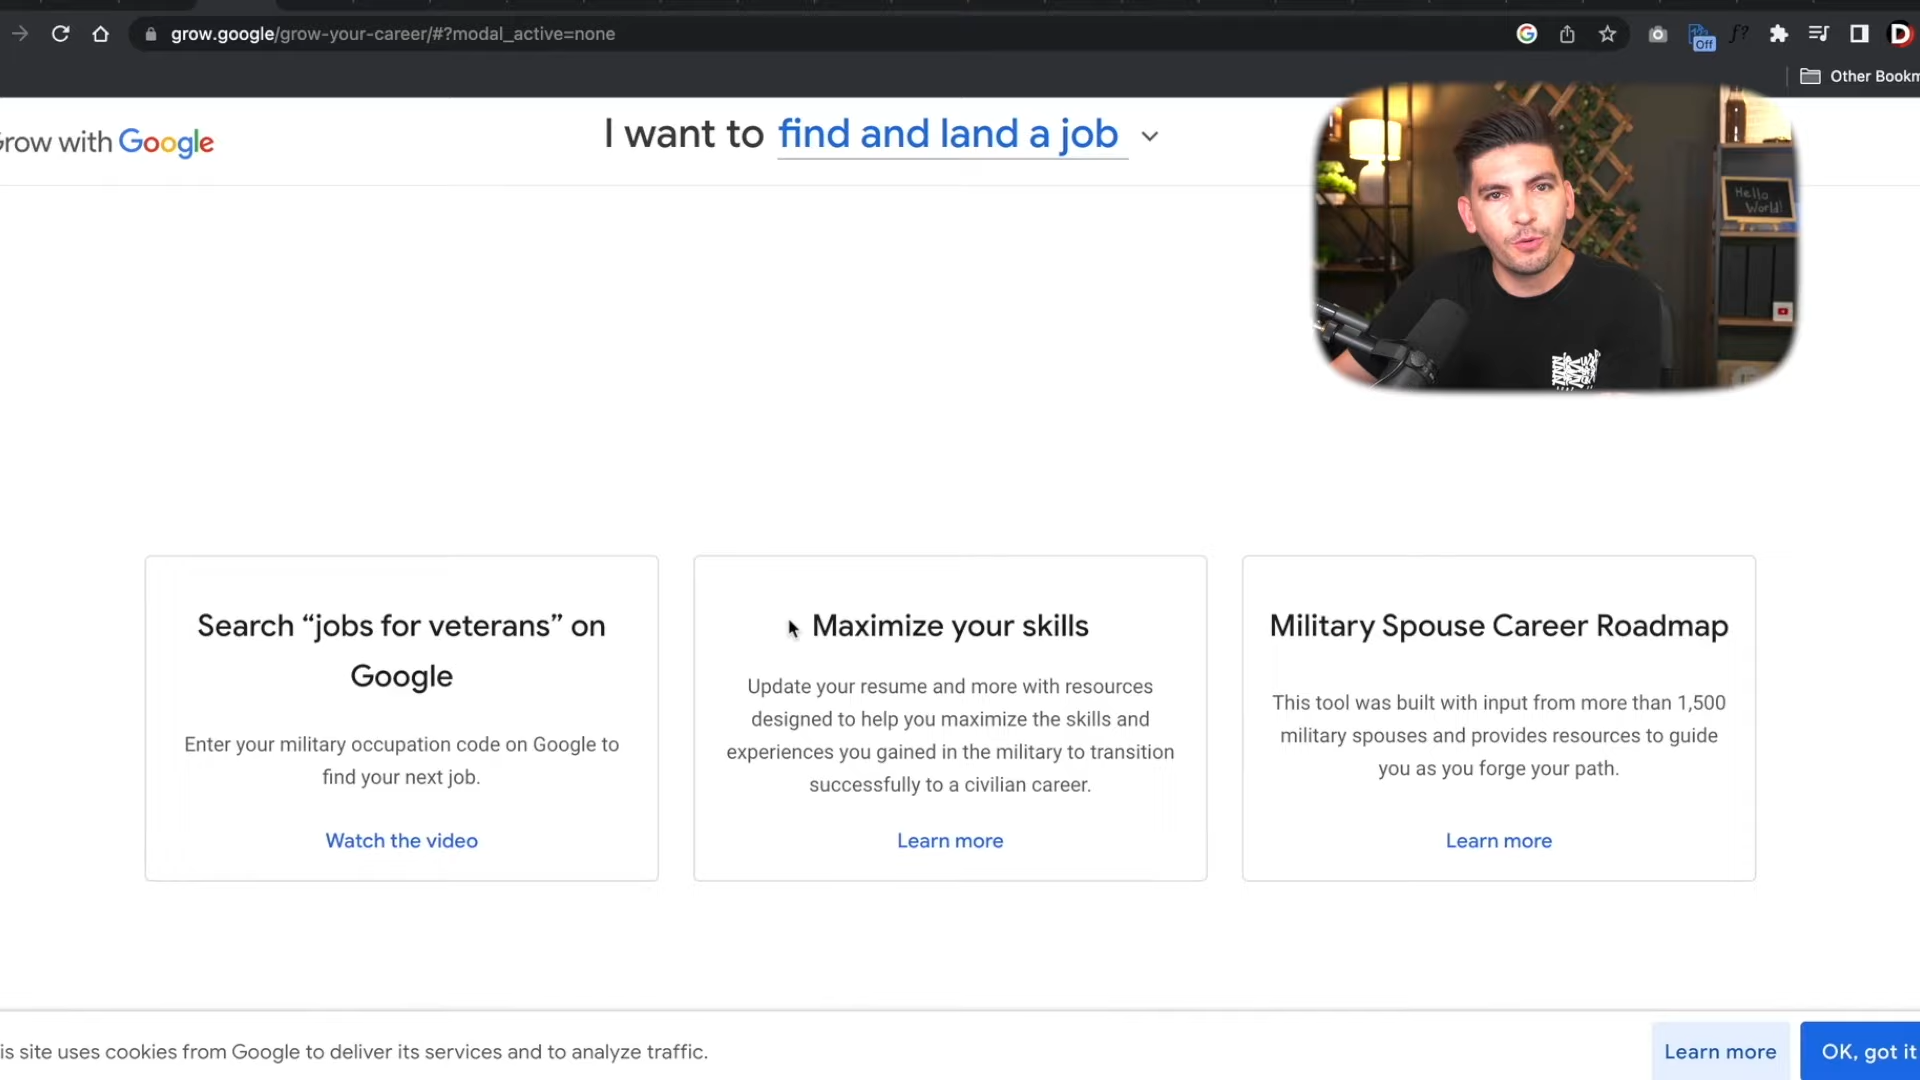 grow.google/grow-your-career/#?modal_active=none
Off
f?
D
Other Bookm
Grow with Google
I want to find and land a job
Hello
World!
Search “jobs for veterans” on
Google
Enter your military occupation code on Google to
find your next job.
Watch the video
Maximize your skills
Update your resume and more with resources
designed to help you maximize the skills and
experiences you gained in the military to transition
successfully to a civilian career.
Learn more
Military Spouse Career Roadmap
This tool was built with input from more than 1,500
military spouses and provides resources to guide
you as you forge your path.
Learn more
is site uses cookies from Google to deliver its services and to analyze traffic.
Learn more
OK, got it